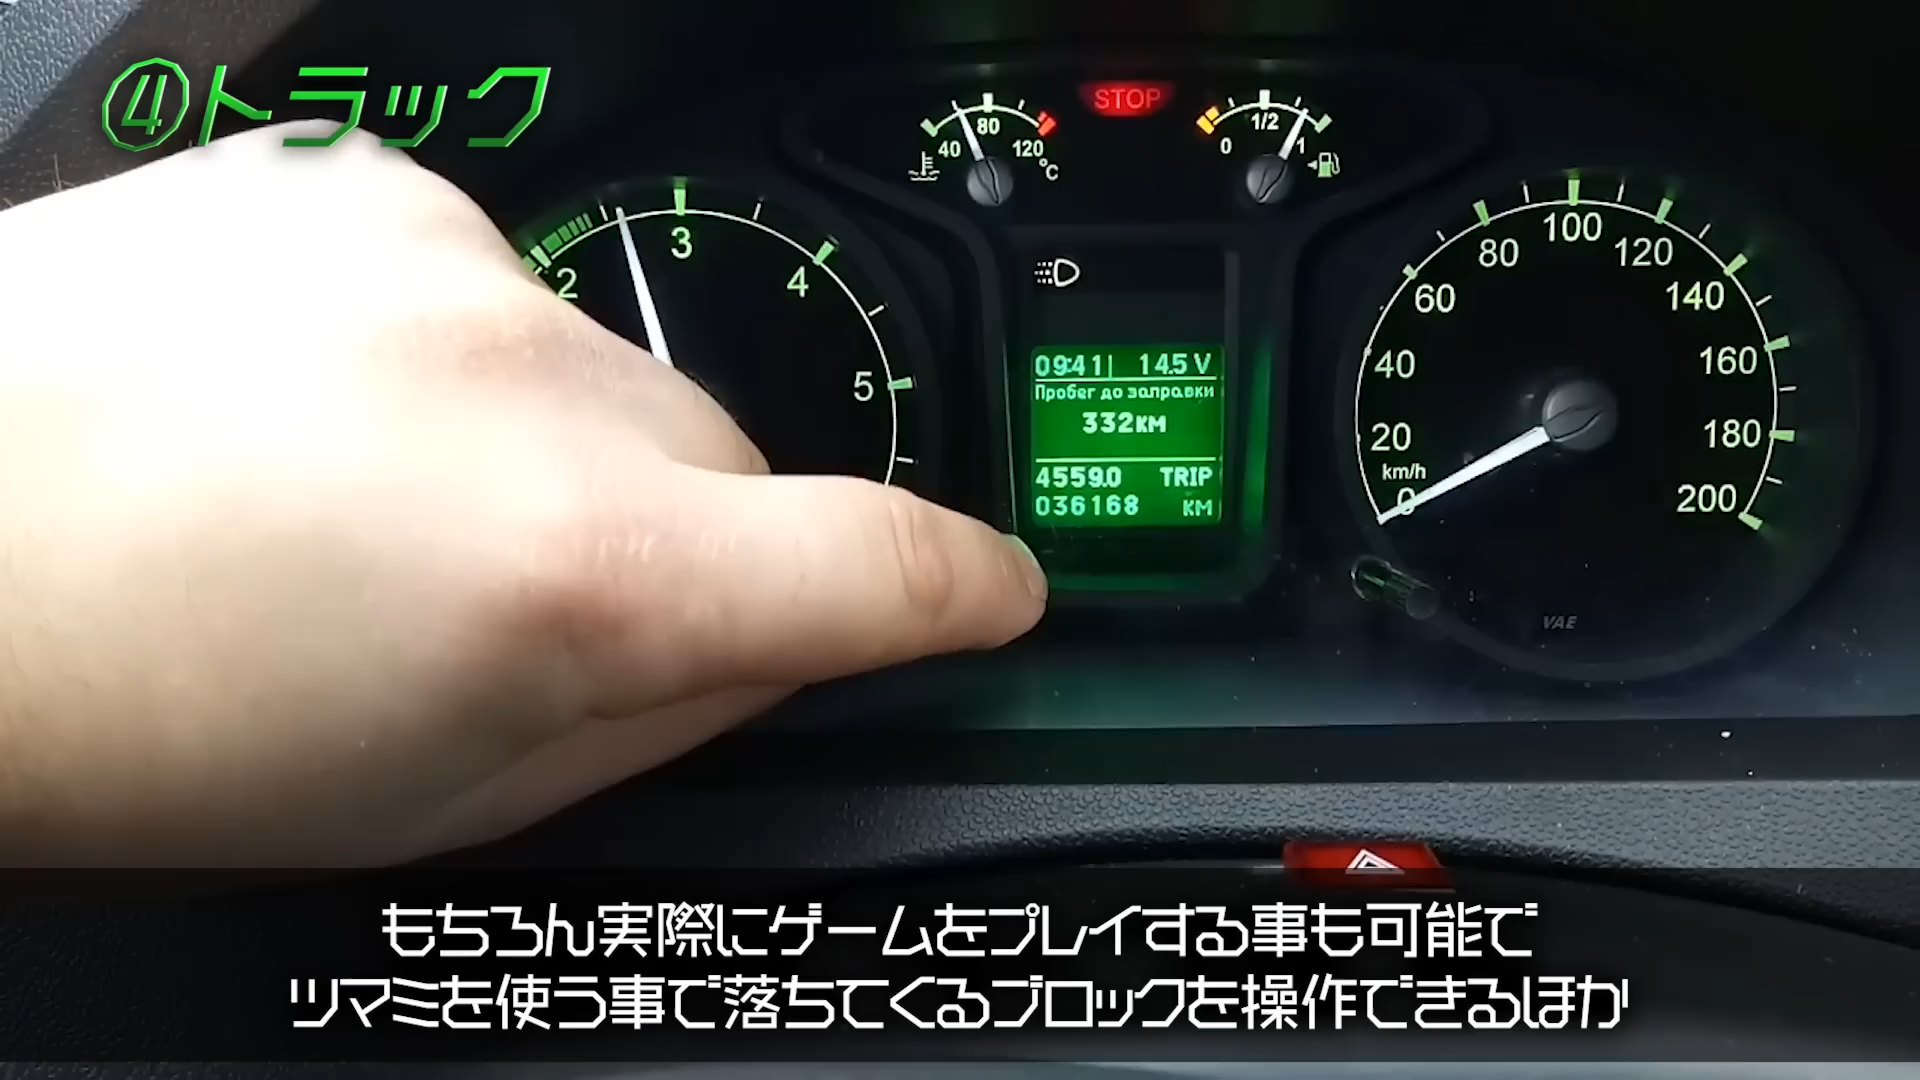 ④トラック
STOP
40 80 120 °C
0 1/2 1
2 3 4 5
09:41 14.5 V
Пробег до заправки
332км
4559.0 TRIP
036168 км
0 20 40 60 80 100 120 140 160 180 200
km/h
VAE
もちろん実際にゲームをプレイする事も可能で
ツマミを使う事で落ちてくるブロックを操作できるほか